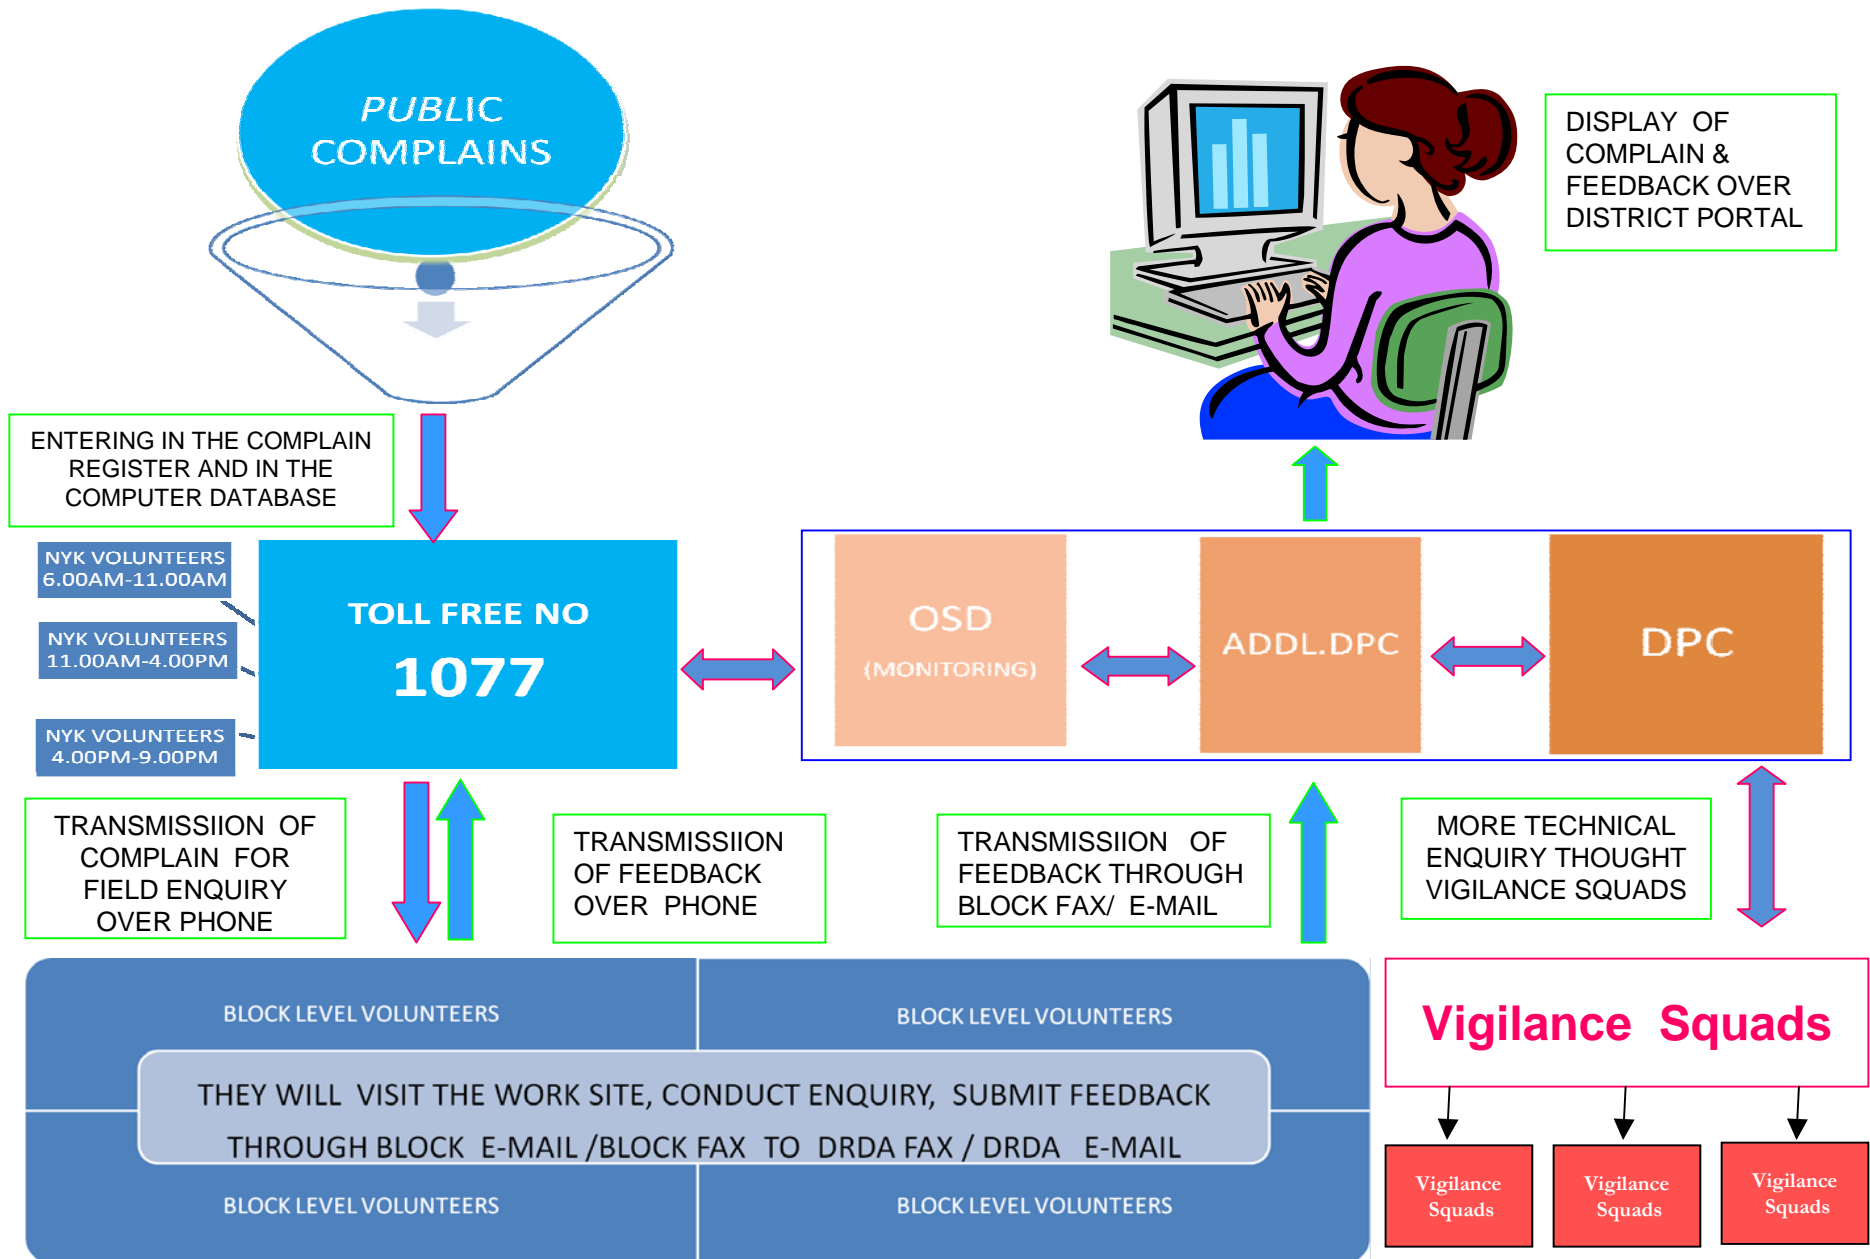 PUBLIC
COMPLAINS
DISPLAY OF
COMPLAIN &
FEEDBACK OVER
DISTRICT PORTAL
ENTERING IN THE COMPLAIN
REGISTER AND IN THE
COMPUTER DATABASE
NYK VOLUNTEERS
6.00AM-11.00AM
NYK VOLUNTEERS
11.00AM-4.00PM
NYK VOLUNTEERS
4.00PM-9.00PM
TOLL FREE NO
1077
OSD
(MONITORING)
ADDL.DPC
DPC
TRANSMISSIION OF
COMPLAIN FOR
FIELD ENQUIRY
OVER PHONE
TRANSMISSIION
OF FEEDBACK
OVER PHONE
TRANSMISSIION OF
FEEDBACK THROUGH
BLOCK FAX/ E-MAIL
MORE TECHNICAL
ENQUIRY THOUGHT
VIGILANCE SQUADS
BLOCK LEVEL VOLUNTEERS
BLOCK LEVEL VOLUNTEERS
THEY WILL VISIT THE WORK SITE, CONDUCT ENQUIRY, SUBMIT FEEDBACK
THROUGH BLOCK E-MAIL /BLOCK FAX TO DRDA FAX / DRDA E-MAIL
BLOCK LEVEL VOLUNTEERS
BLOCK LEVEL VOLUNTEERS
Vigilance Squads
Vigilance
Squads
Vigilance
Squads
Vigilance
Squads